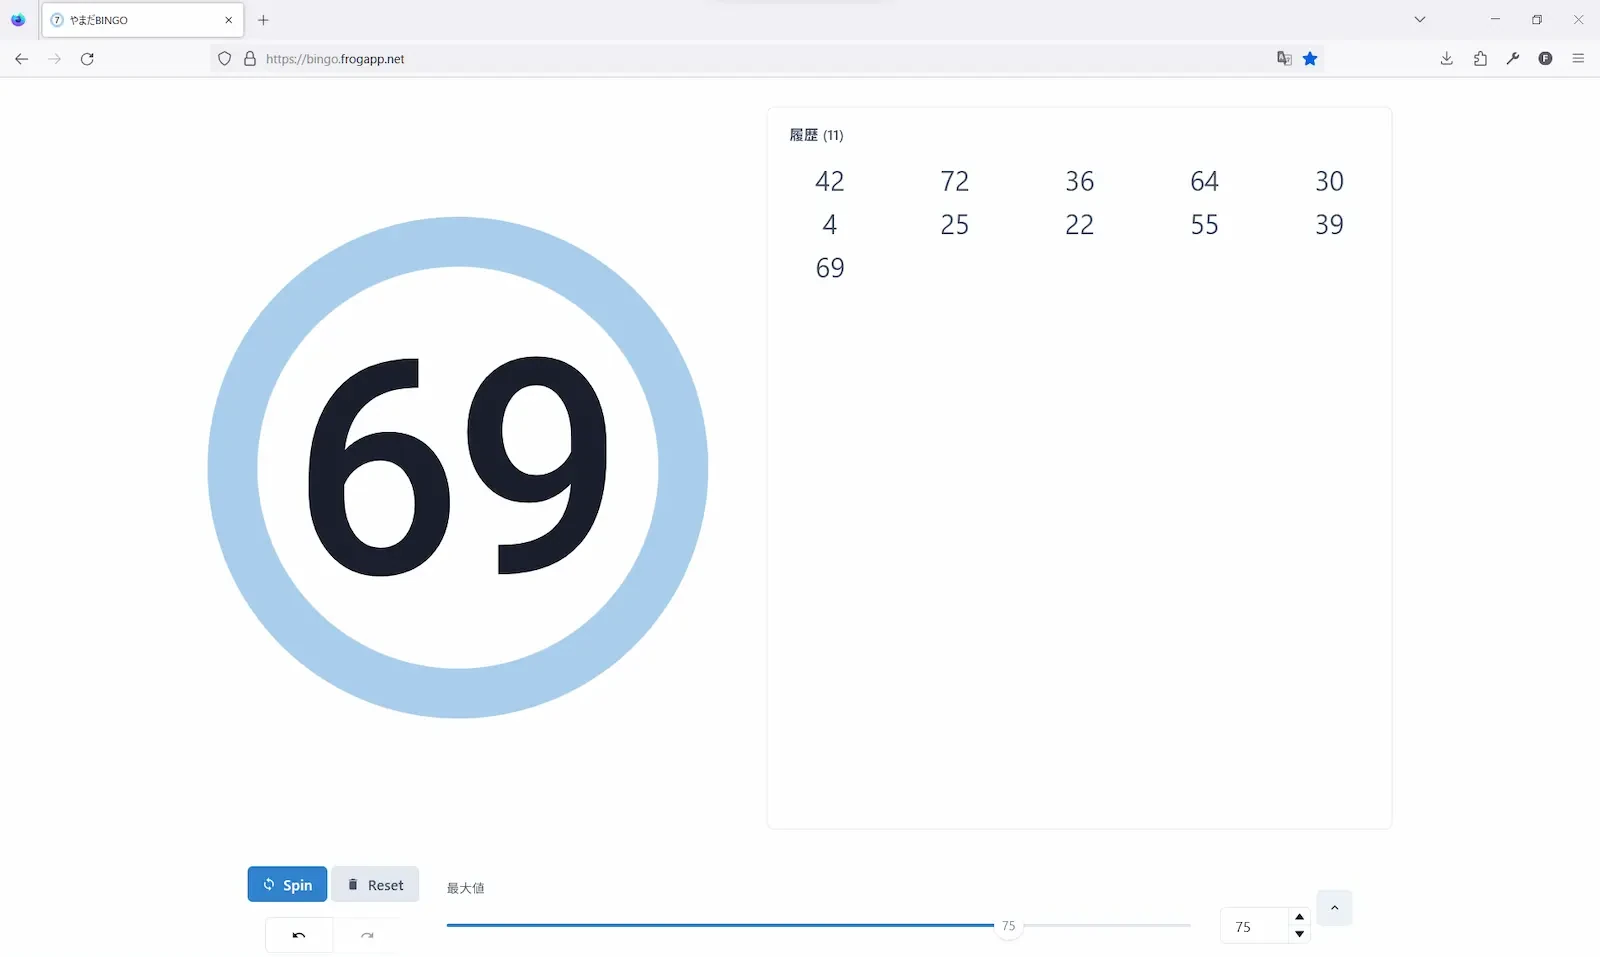 7 やまだBINGO
https://bingo.frogapp.net
F
履歴 (11)
42 72 36 64 30
4 25 22 55 39
69
69
Spin Reset
最大値
75
75